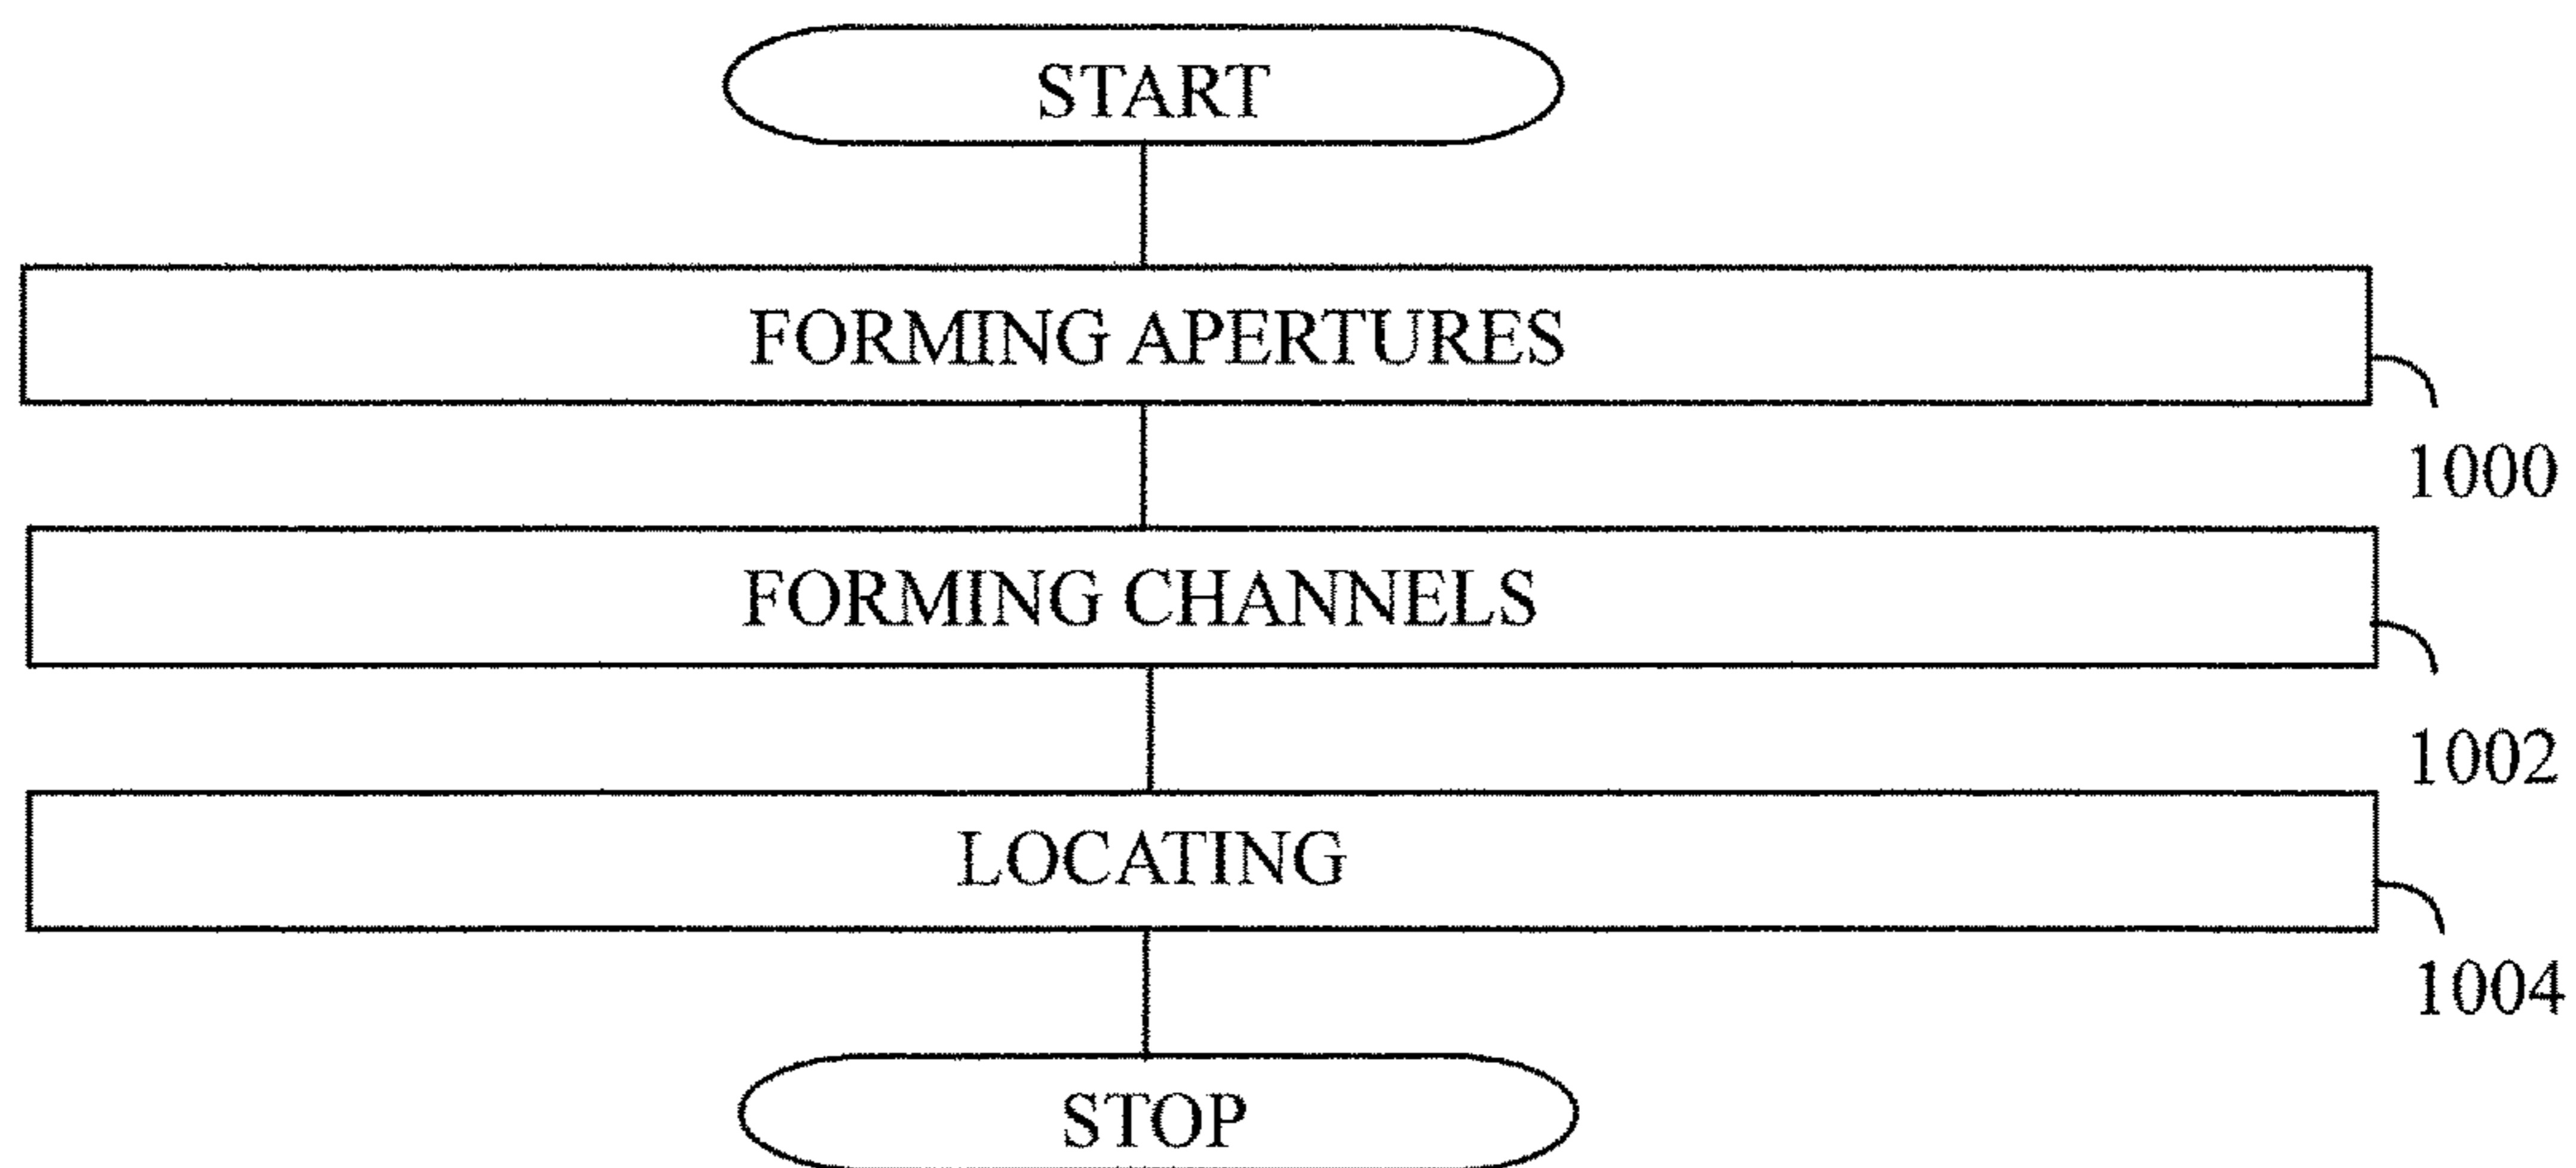 START
FORMING APERTURES
1000
FORMING CHANNELS
1002
LOCATING
1004
STOP